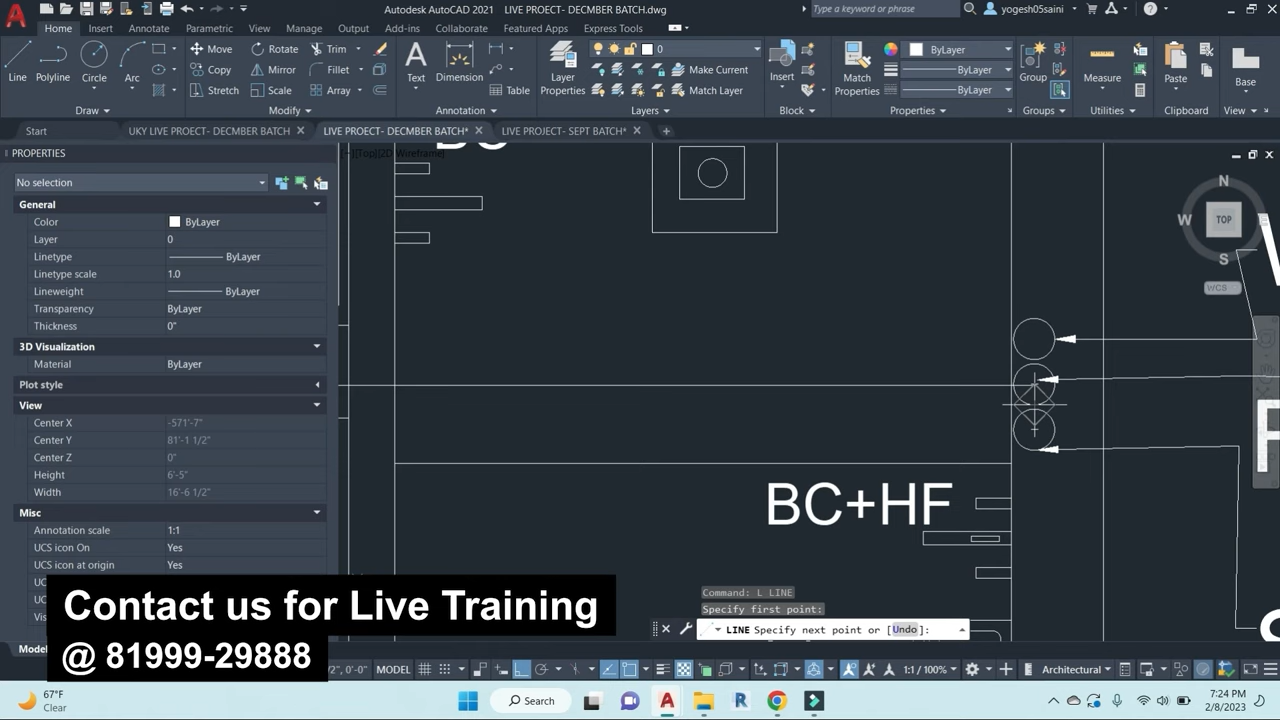 Autodesk AutoCAD 2021 LIVE PROECT- DECMBER BATCH.dwg
Type a keyword or phrase
yogesh05saini
Home Insert Annotate Parametric View Manage Output Add-ins Collaborate Featured Apps Express Tools
Line Polyline Circle Arc
Move Rotate Trim
Copy Mirror Fillet
Stretch Scale Array
Text Dimension Table
Layer Properties
0
Make Current
Match Layer
Insert
Match Properties
ByLayer
ByLayer
ByLayer
Group
Measure
Paste
Base
Draw Modify Annotation Layers Block Properties Groups Utilities Clipboard View
Start UKY LIVE PROECT- DECMBER BATCH LIVE PROECT- DECMBER BATCH* LIVE PROECT- SEPT BATCH*
PROPERTIES
[−][Top][2D Wireframe]
No selection
General
Color ByLayer
Layer 0
Linetype ByLayer
Linetype scale 1.0
Lineweight ByLayer
Transparency ByLayer
Thickness 0"
3D Visualization
Material ByLayer
Plot style
View
Center X -571'-7"
Center Y 81'-1 1/2"
Center Z 0"
Height 6'-5"
Width 16'-6 1/2"
Misc
Annotation scale 1:1
UCS icon On Yes
UCS icon at origin Yes
N
W TOP E
S
WCS
BC+HF
Contact us for Live Training
@ 81999-29888
Command: L LINE
Specify first point:
LINE Specify next point or [Undo]:
MODEL
1:1 / 100%
Architectural
67°F
Clear
Search
7:24 PM
2/8/2023